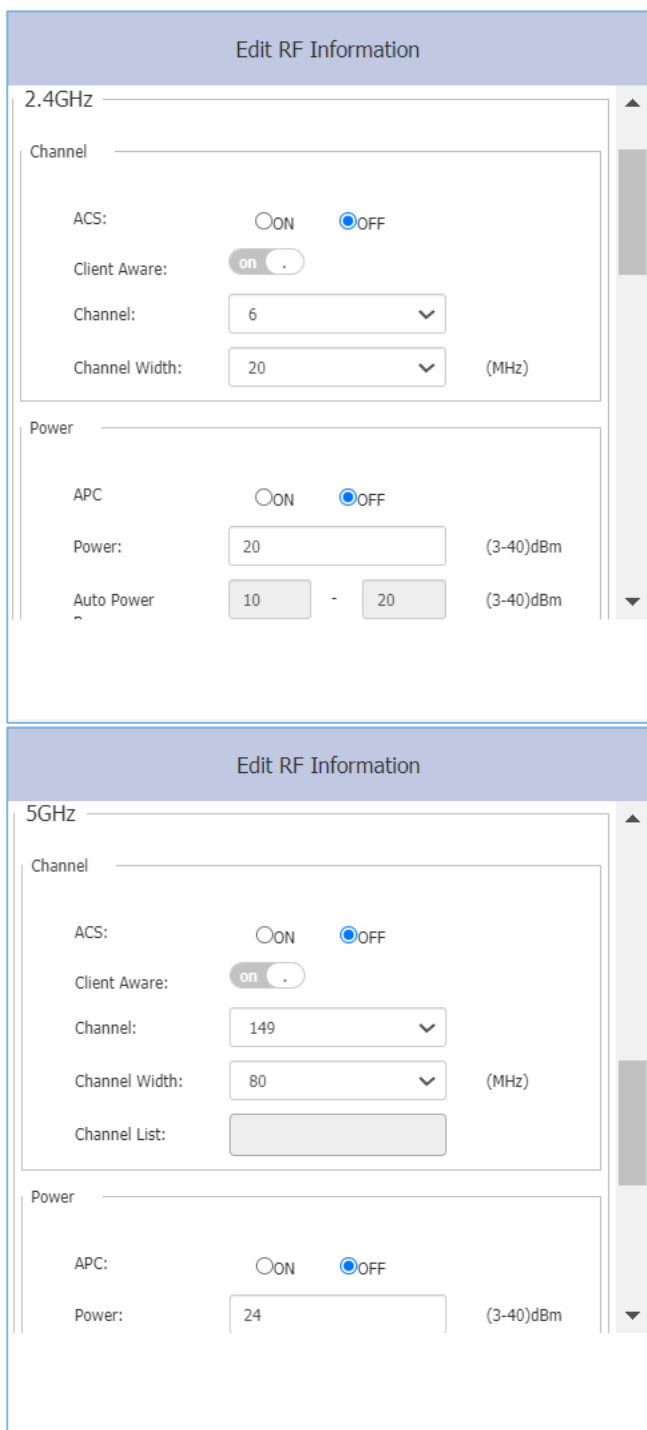 Edit RF Information
2.4GHz
Channel
ACS: ON OFF
Client Aware: on .
Channel: 6
Channel Width: 20 (MHz)
Power
APC ON OFF
Power: 20 (3-40)dBm
Auto Power 10 - 20 (3-40)dBm
Edit RF Information
5GHz
Channel
ACS: ON OFF
Client Aware: on .
Channel: 149
Channel Width: 80 (MHz)
Channel List:
Power
APC: ON OFF
Power: 24 (3-40)dBm